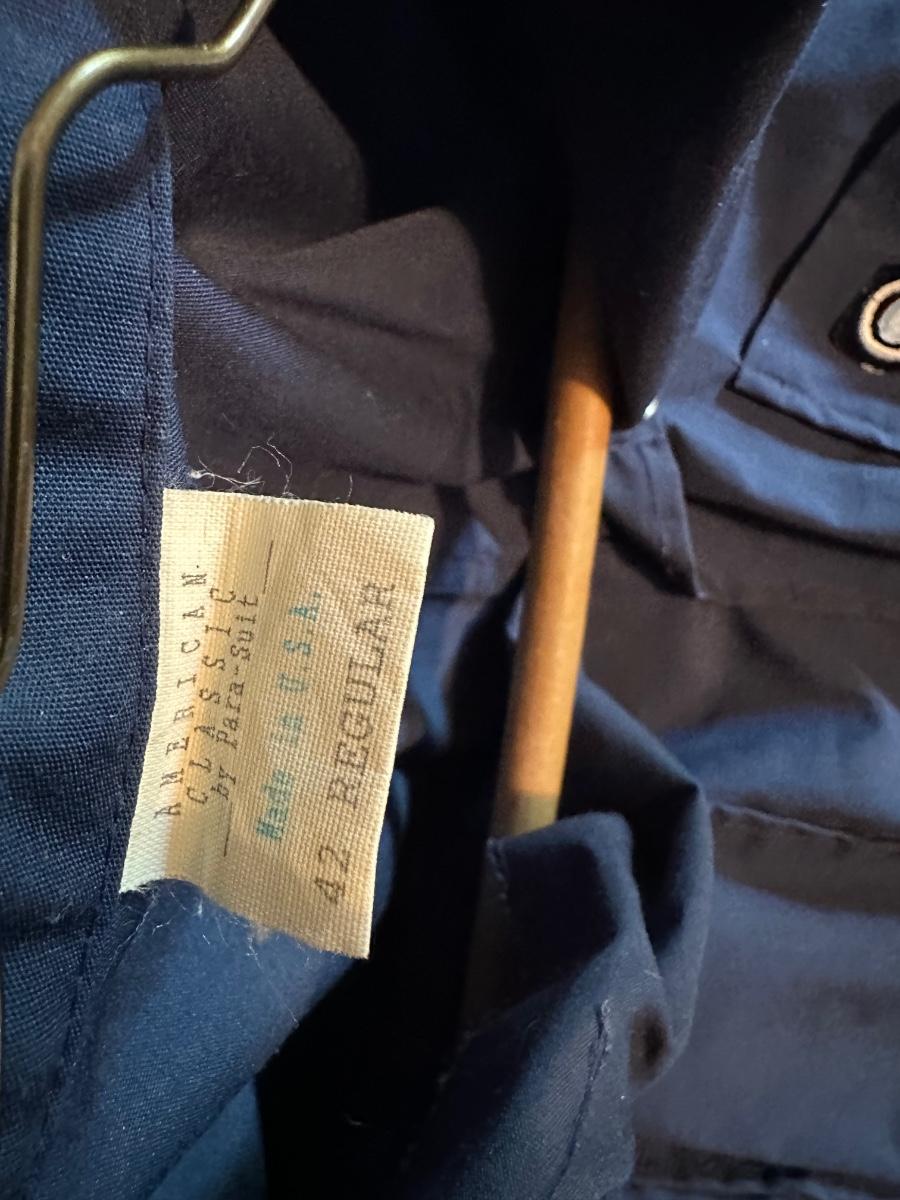 AMERICAN
CLASSIC
by Para-Suit
Made in U.S.A.
42 REGULAR